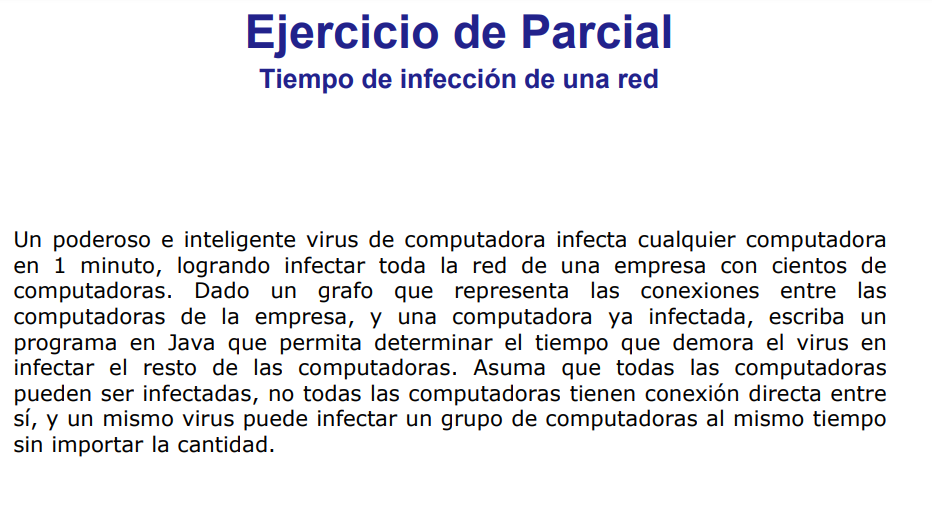 Ejercicio de Parcial
Tiempo de infección de una red
Un poderoso e inteligente virus de computadora infecta cualquier computadora
en 1 minuto, logrando infectar toda la red de una empresa con cientos de
computadoras. Dado un grafo que representa las conexiones entre las
computadoras de la empresa, y una computadora ya infectada, escriba un
programa en Java que permita determinar el tiempo que demora el virus en
infectar el resto de las computadoras. Asuma que todas las computadoras
pueden ser infectadas, no todas las computadoras tienen conexión directa entre
sí, y un mismo virus puede infectar un grupo de computadoras al mismo tiempo
sin importar la cantidad.